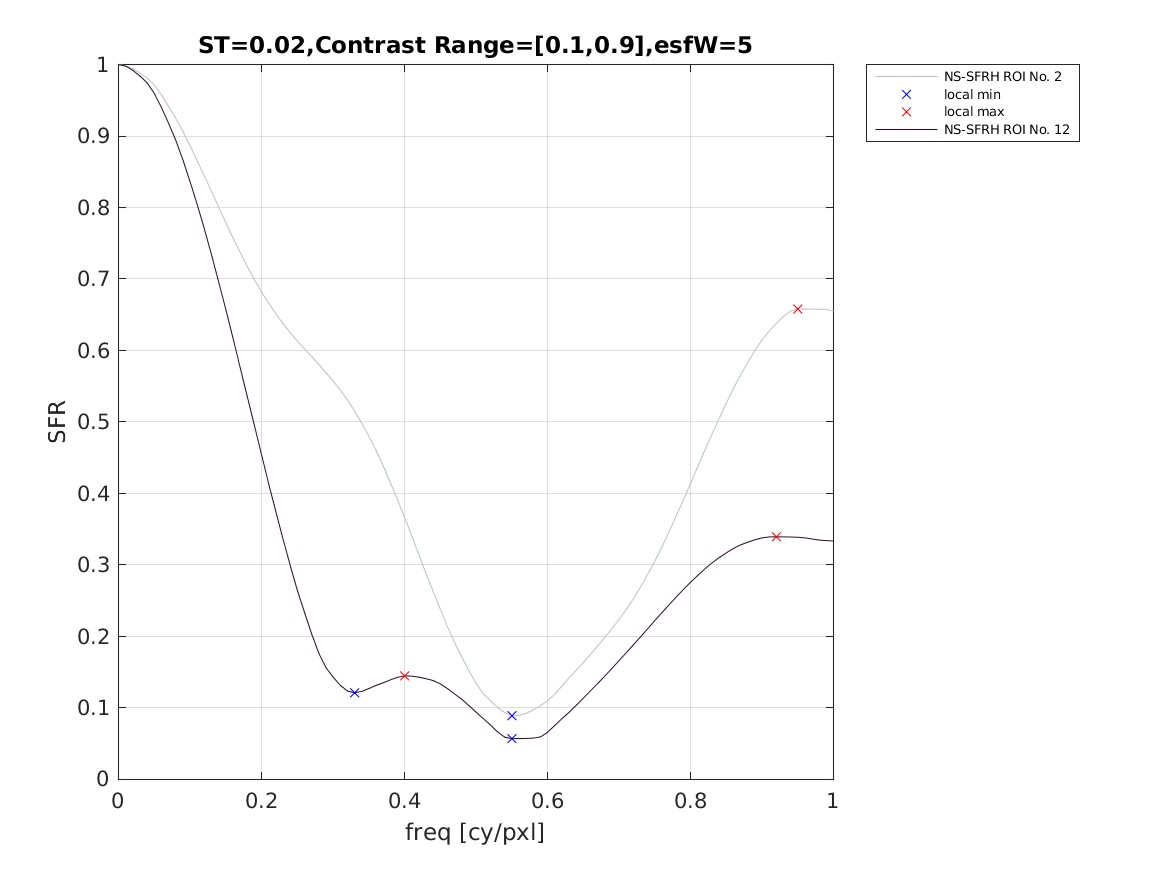 ST=0.02,Contrast Range=[0.1,0.9],esfW=5
NS-SFRH ROI No. 2
local min
local max
NS-SFRH ROI No. 12
1
0.9
0.8
0.7
0.6
0.5
0.4
0.3
0.2
0.1
0
SFR
0
0.2
0.4
0.6
0.8
1
freq [cy/pxl]